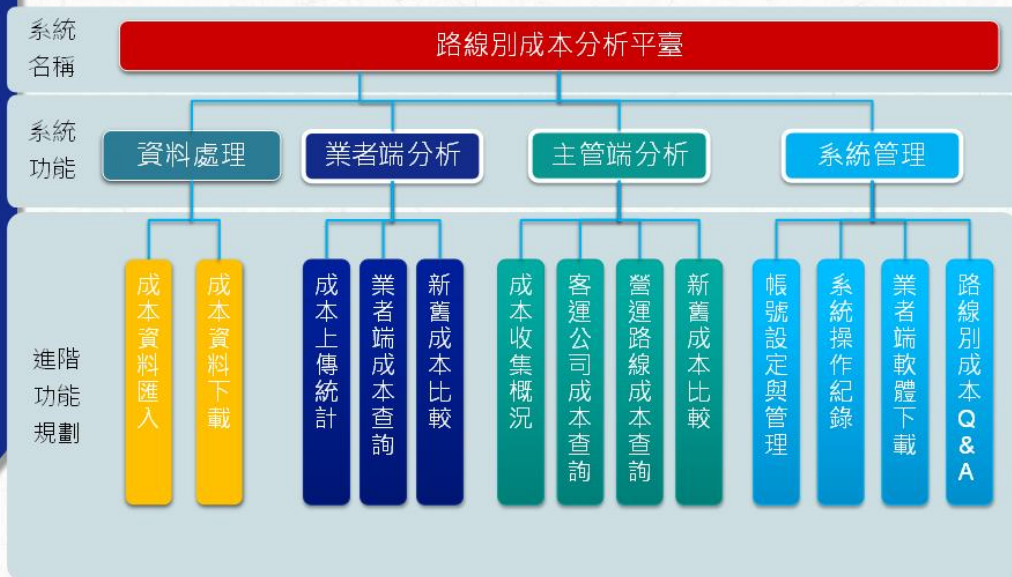 系統
名稱
路線別成本分析平臺
系統
功能
資料處理
業者端分析
主管端分析
系統管理
進階
功能
規劃
成本資料匯入
成本資料下載
成本上傳統計
業者端成本查詢
新舊成本比較
成本收集概況
客運公司成本查詢
營運路線成本查詢
新舊成本比較
帳號設定與管理
系統操作紀錄
業者端軟體下載
路線別成本Q&A